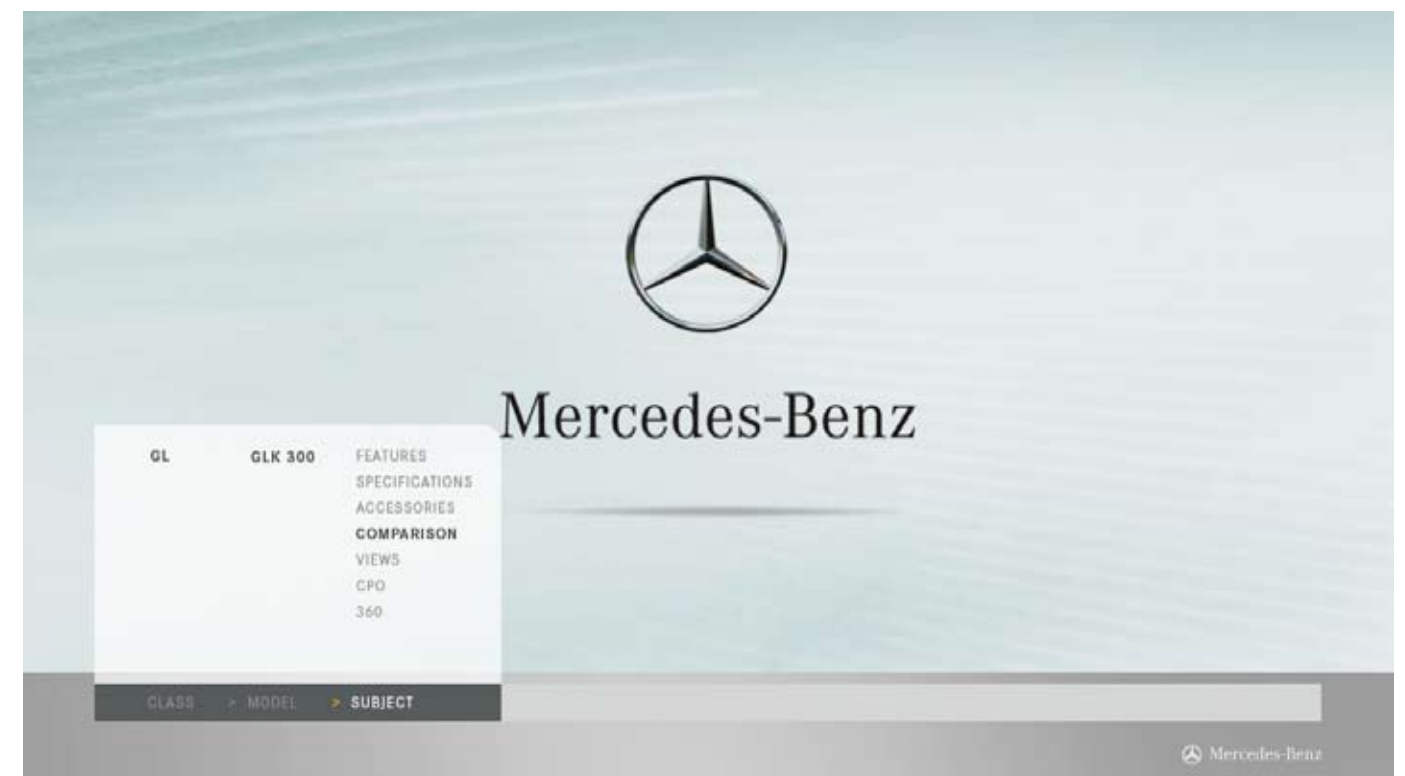 Mercedes-Benz
GL GLK 300 FEATURES
SPECIFICATIONS
ACCESSORIES
COMPARISON
VIEWS
CPO
360
CLASS > MODEL > SUBJECT
Mercedes-Benz